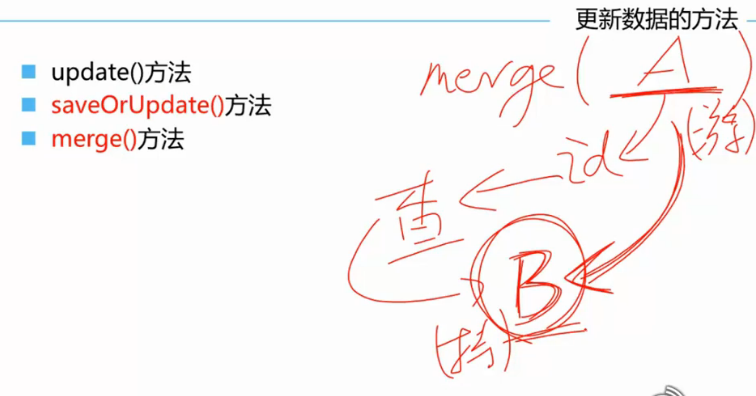 更新数据的方法
update()方法
saveOrUpdate()方法
merge()方法
merge( A )
(游)
id
查
B
(持)